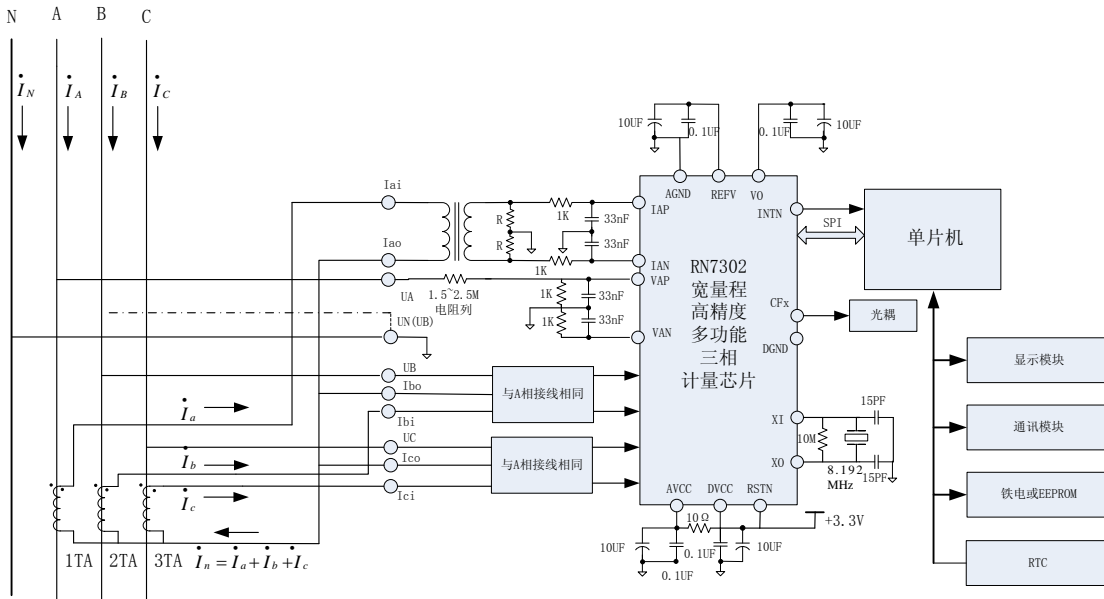 N A B C
İN İA İB İC
10UF 0.1UF 0.1UF 10UF
AGND REFV VO
Iai
IAP
INTN
R
R
1K
33nF
33nF
SPI
单片机
Iao
IAN
1K
UA
1.5~2.5M
电阻列
VAP
1K
1K
33nF
33nF
UN(UB)
VAN
RN7302
宽量程
高精度
多功能
三相
计量芯片
CFx
光耦
DGND
显示模块
UB
Ibo
Ibi
与A相接线相同
İa
UC
Ico
Ici
与A相接线相同
İb
İc
XI
15PF
10M
XO
8.192
MHz
15PF
通讯模块
铁电或EEPROM
RTC
AVCC DVCC RSTN
10Ω
+3.3V
10UF
0.1UF
0.1UF
10UF
1TA 2TA 3TA İn = İa + İb + İc